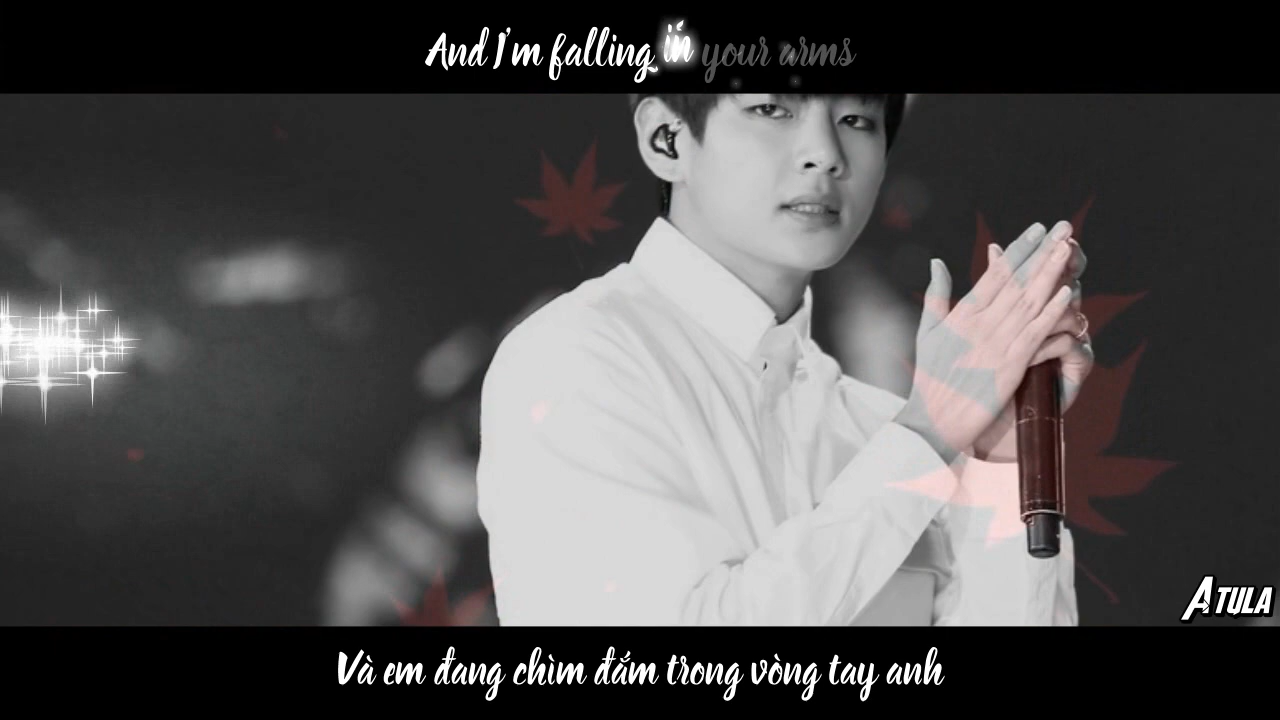 And I'm falling in your arms
ATULA
Và em đang chìm đắm trong vòng tay anh